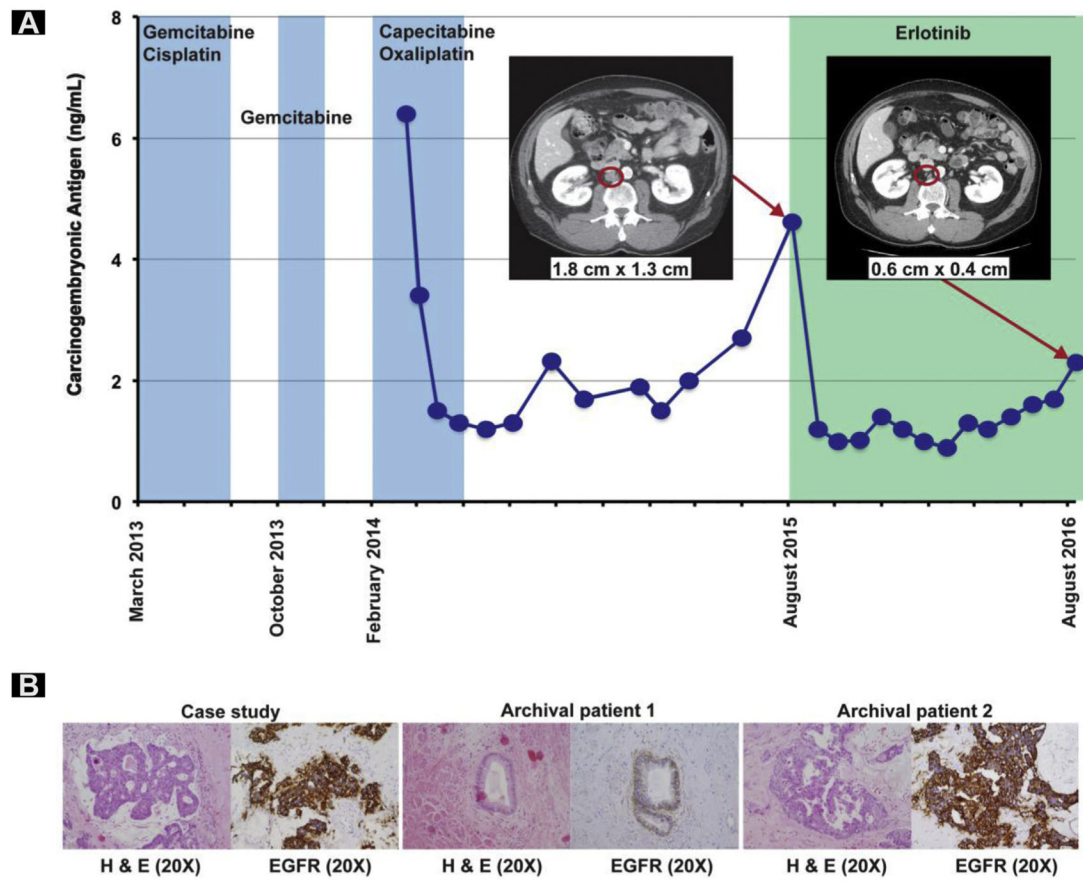 A
8
6
4
2
0
Carcinogembryonic Antigen (ng/mL)
Gemcitabine
Cisplatin
Gemcitabine
Capecitabine
Oxaliplatin
Erlotinib
1.8 cm x 1.3 cm
0.6 cm x 0.4 cm
March 2013
October 2013
February 2014
August 2015
August 2016
B
Case study
Archival patient 1
Archival patient 2
H & E (20X)
EGFR (20X)
H & E (20X)
EGFR (20X)
H & E (20X)
EGFR (20X)